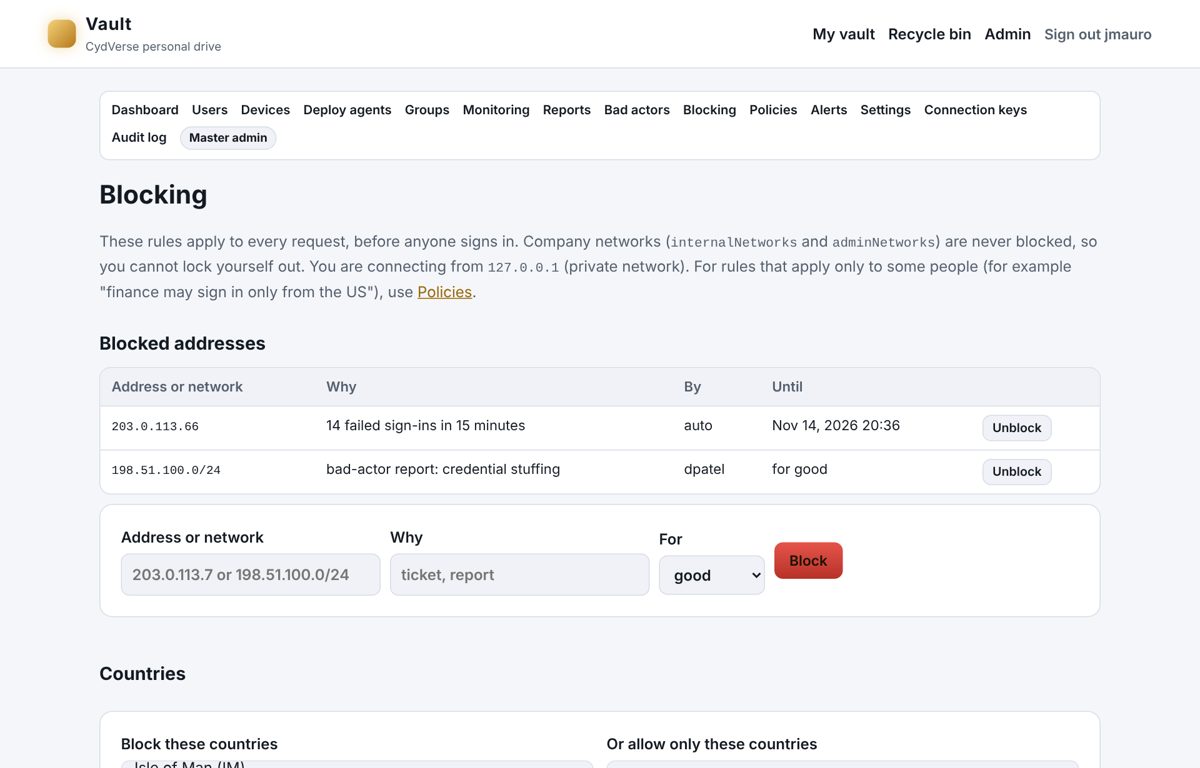 Vault
CydVerse personal drive
My vault Recycle bin Admin Sign out jmauro
Dashboard Users Devices Deploy agents Groups Monitoring Reports Bad actors Blocking Policies Alerts Settings Connection keys
Audit log Master admin
Blocking
These rules apply to every request, before anyone signs in. Company networks (internalNetworks and adminNetworks) are never blocked, so
you cannot lock yourself out. You are connecting from 127.0.0.1 (private network). For rules that apply only to some people (for example
"finance may sign in only from the US"), use Policies.
Blocked addresses
Address or network Why By Until
203.0.113.66 14 failed sign-ins in 15 minutes auto Nov 14, 2026 20:36 Unblock
198.51.100.0/24 bad-actor report: credential stuffing dpatel for good Unblock
Address or network Why For
203.0.113.7 or 198.51.100.0/24 ticket, report good Block
Countries
Block these countries Or allow only these countries
Isle of Man (IM)